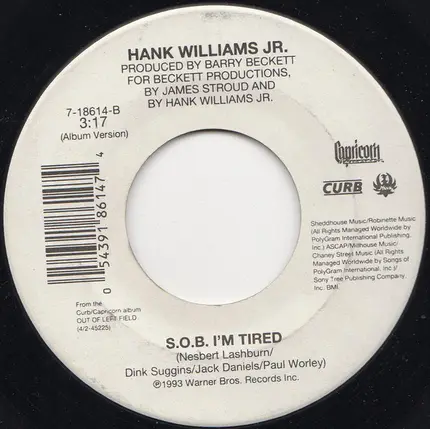 HANK WILLIAMS JR.
PRODUCED BY BARRY BECKETT
FOR BECKETT PRODUCTIONS,
BY JAMES STROUD AND
BY HANK WILLIAMS JR.
7-18614-B
3:17
(Album Version)
0 54391 86147 4
Capricorn
CURB
Sheddhouse Music/Robinette Music
(All Rights Managed Worldwide by
PolyGram International Publishing,
Inc.) ASCAP/Millhouse Music/
Chaney Street Music (All Rights
Managed Worldwide by Songs of
PolyGram International, Inc.)/
Sony Tree Publishing Company,
Inc. BMI.
From the
Curb/Capricorn album
OUT OF LEFT FIELD
(4/2-45225)
S.O.B. I'M TIRED
(Nesbert Lashburn/
Dink Suggins/Jack Daniels/Paul Worley)
℗1993 Warner Bros. Records Inc.